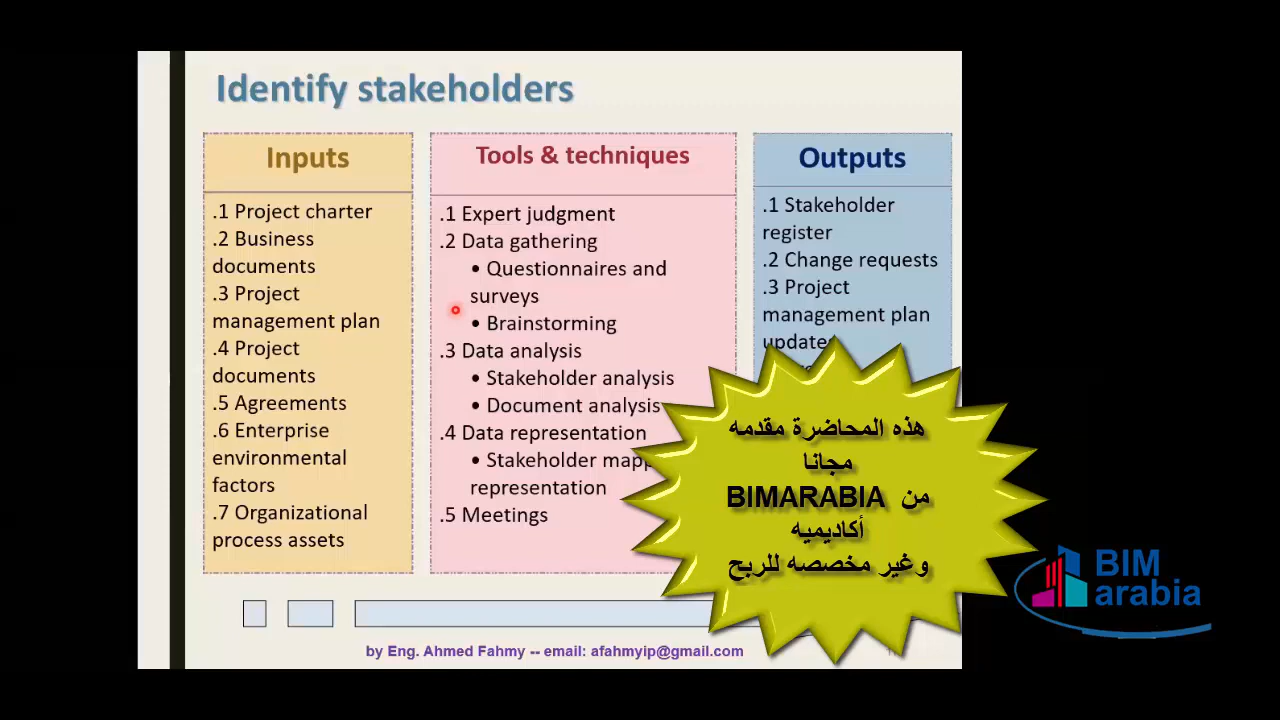 Identify stakeholders
Inputs
.1 Project charter
.2 Business
documents
.3 Project
management plan
.4 Project
documents
.5 Agreements
.6 Enterprise
environmental
factors
.7 Organizational
process assets
Tools & techniques
.1 Expert judgment
.2 Data gathering
• Questionnaires and
surveys
• Brainstorming
.3 Data analysis
• Stakeholder analysis
• Document analysis
.4 Data representation
• Stakeholder
representation
.5 Meetings
Outputs
.1 Stakeholder
register
.2 Change requests
.3 Project
management plan
updates
هذه المحاضرة مقدمه
مجانا
من BIMARABIA
أكاديميه
وغير مخصصه للربح
BIM
arabia
by Eng. Ahmed Fahmy -- email: afahmyip@gmail.com